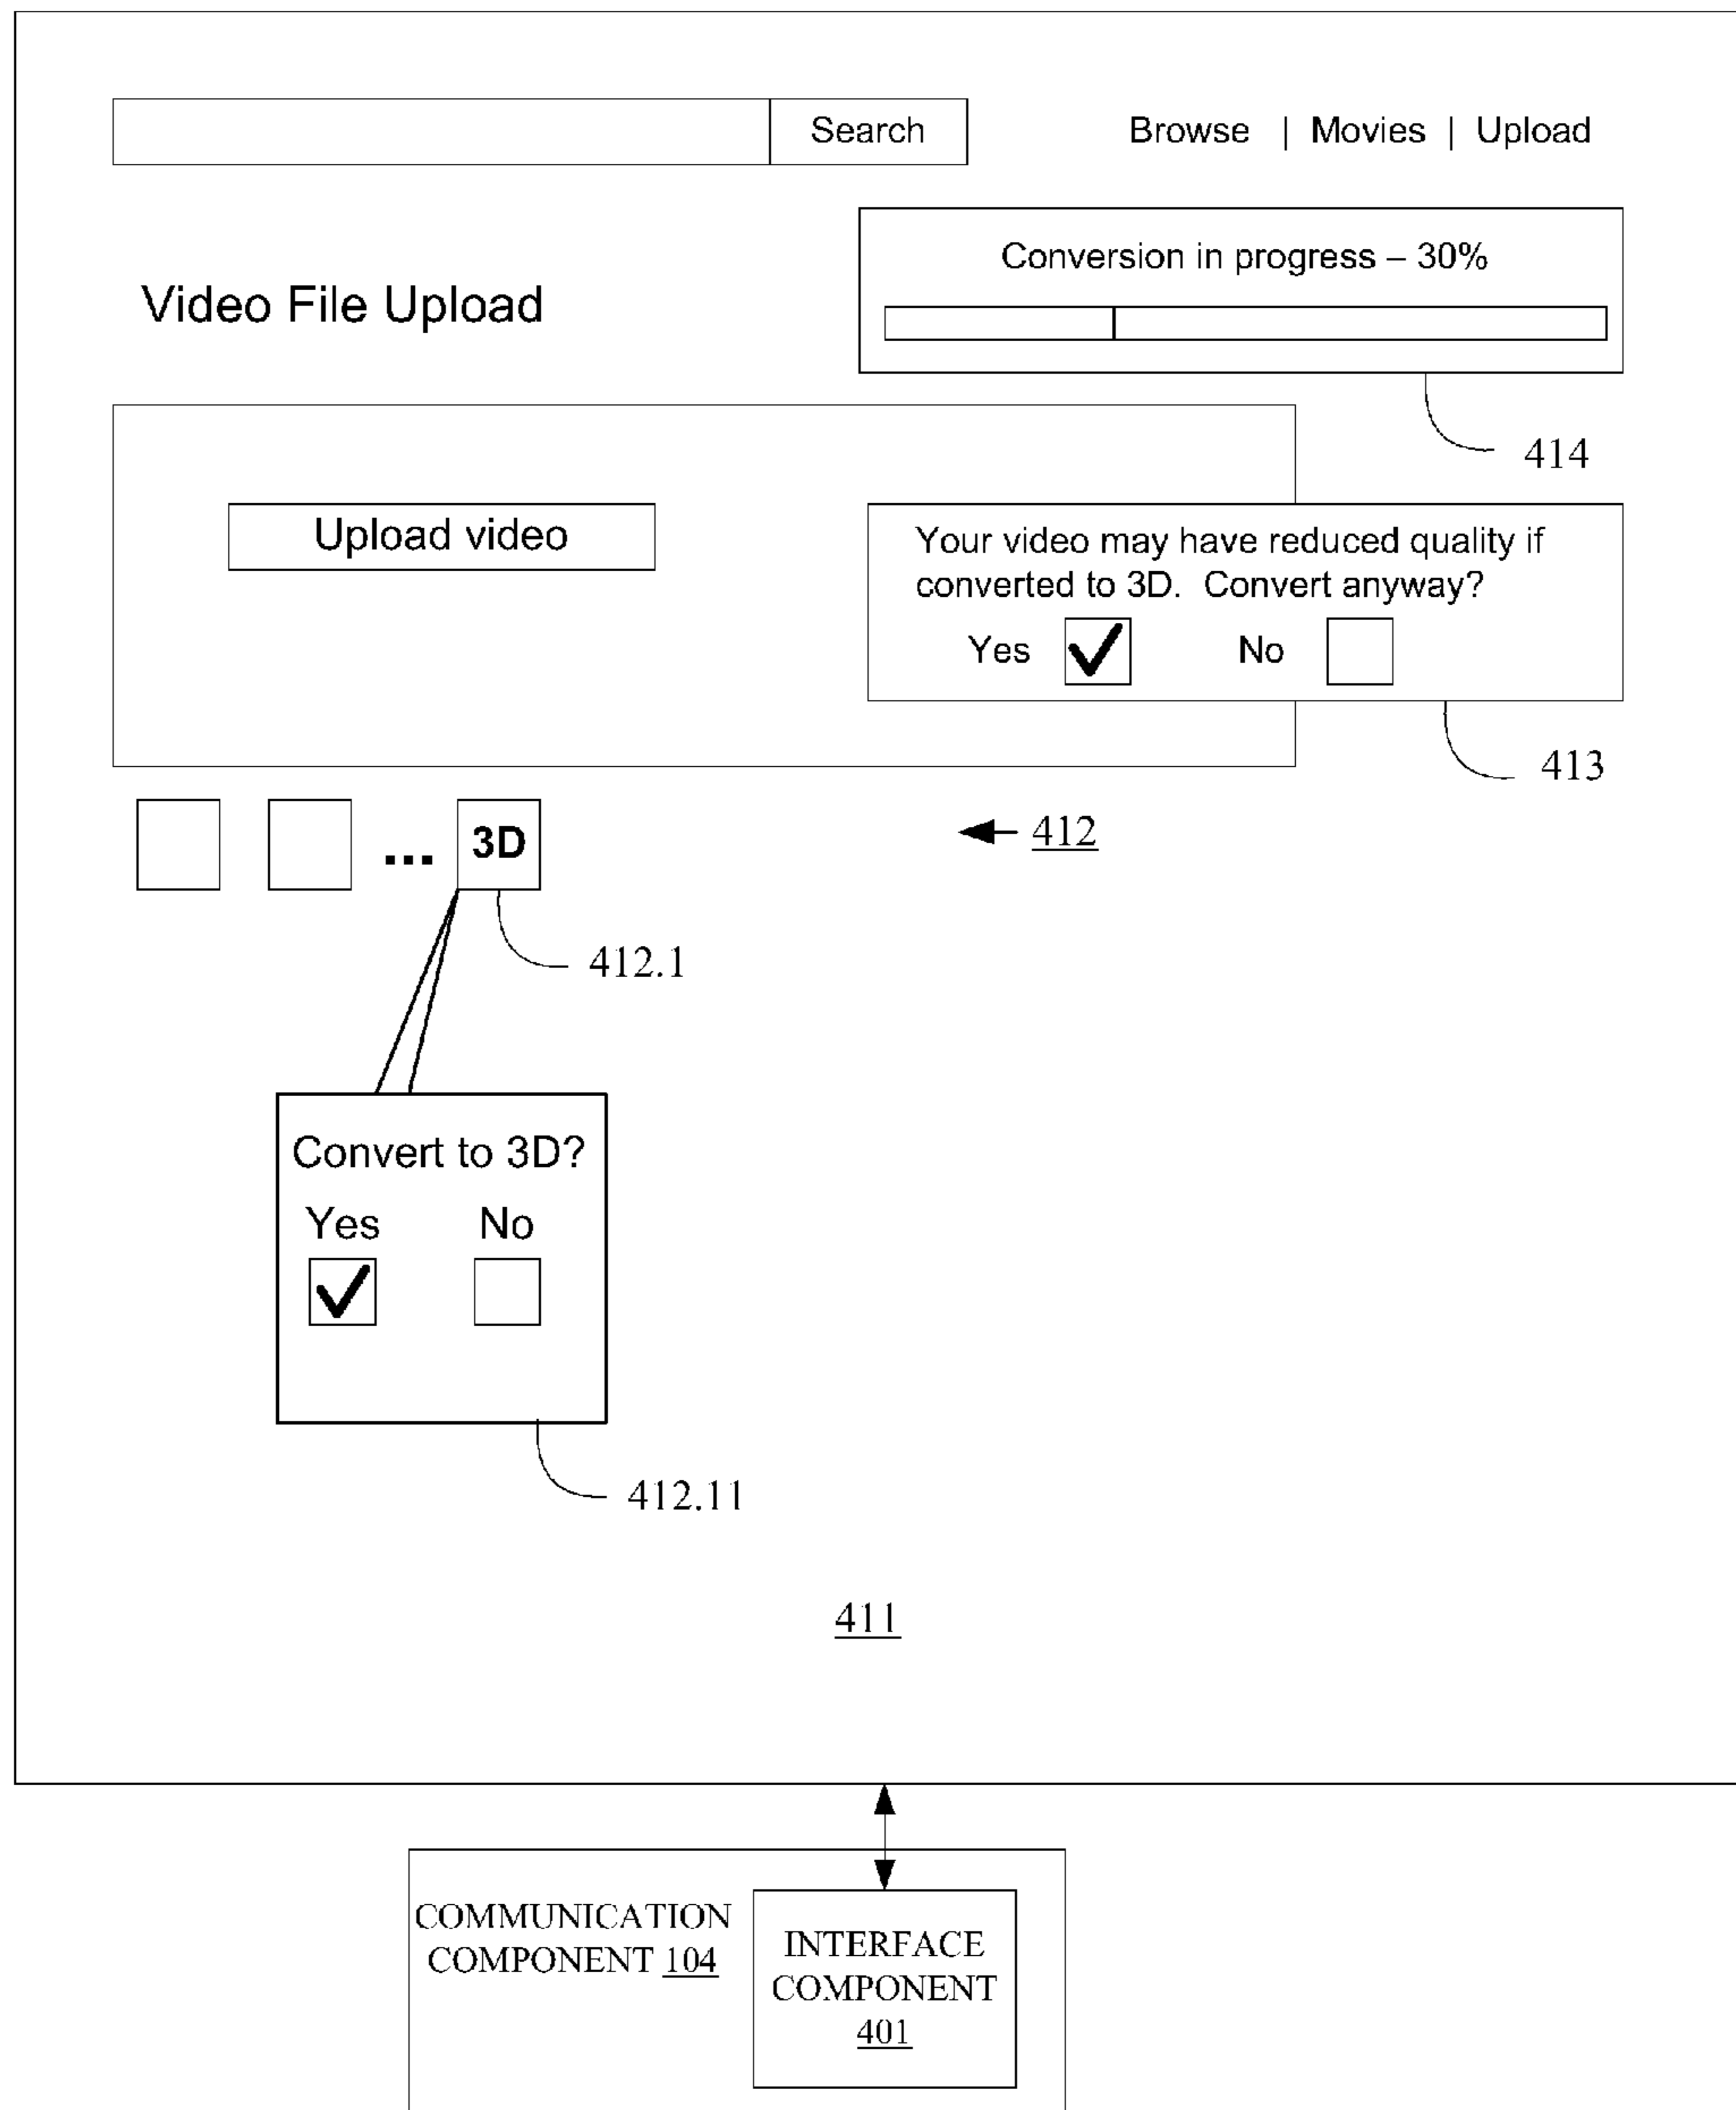 Search
Browse | Movies | Upload
Conversion in progress – 30%
Video File Upload
414
Upload video
Your video may have reduced quality if
converted to 3D. Convert anyway?
Yes No
413
... 3D
412
412.1
Convert to 3D?
Yes No
412.11
411
COMMUNICATION
COMPONENT 104
INTERFACE
COMPONENT
401